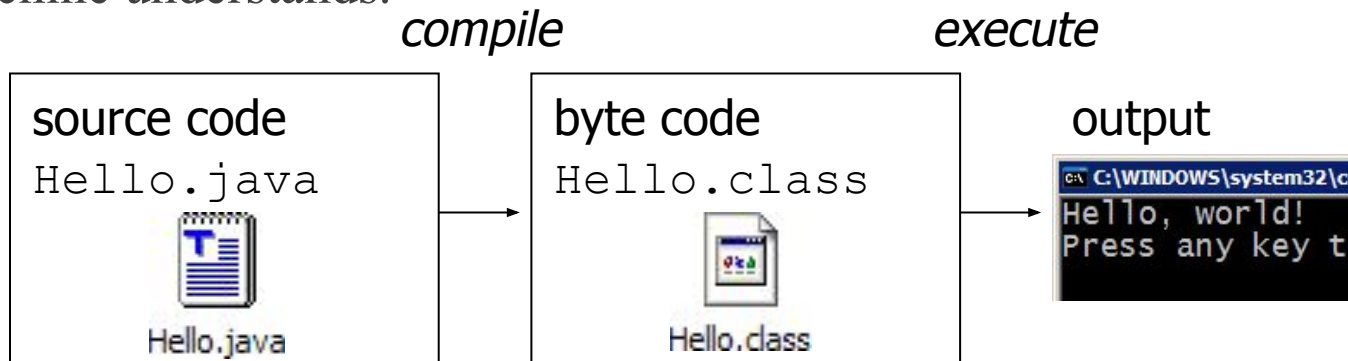 understands.
compile execute
source code
Hello.java
Hello.java
byte code
Hello.class
Hello.class
output
C:\WINDOWS\system32\c
Hello, world!
Press any key t